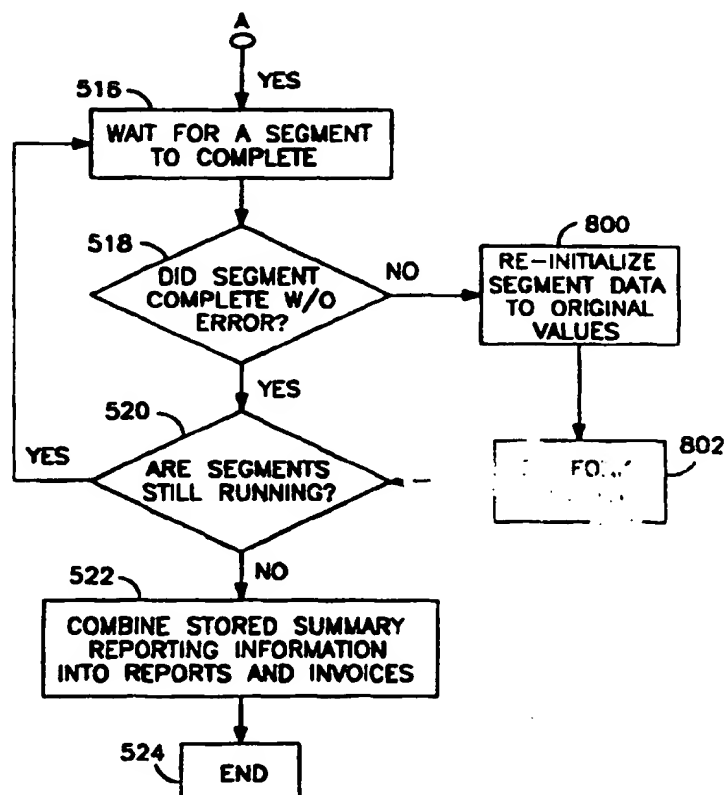 A
YES
516
WAIT FOR A SEGMENT
TO COMPLETE
518
DID SEGMENT
COMPLETE W/O
ERROR?
NO
800
RE-INITIALIZE
SEGMENT DATA
TO ORIGINAL
VALUES
YES
520
YES
ARE SEGMENTS
STILL RUNNING?
802
NO
522
COMBINE STORED SUMMARY
REPORTING INFORMATION
INTO REPORTS AND INVOICES
524
END